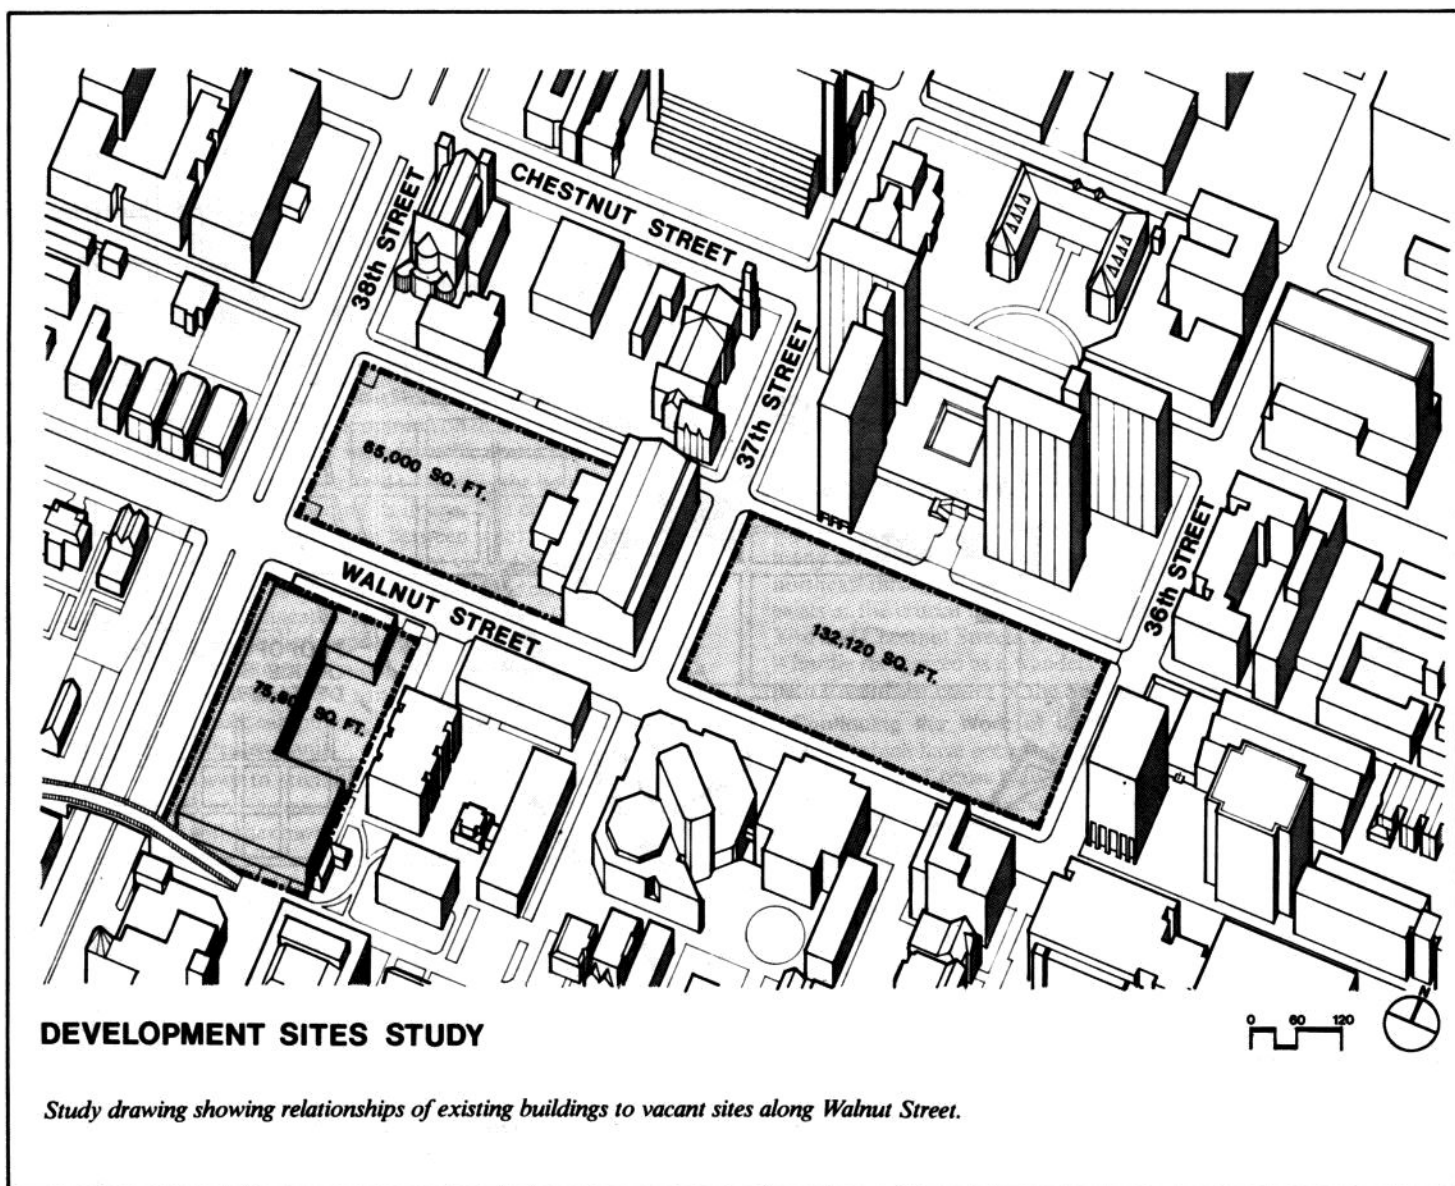 CHESTNUT STREET
38th STREET
37th STREET
65,000 SQ. FT.
36th STREET
WALNUT STREET
132,120 SQ. FT.
SQ. FT.
N
0 60 120
DEVELOPMENT SITES STUDY
Study drawing showing relationships of existing buildings to vacant sites along Walnut Street.